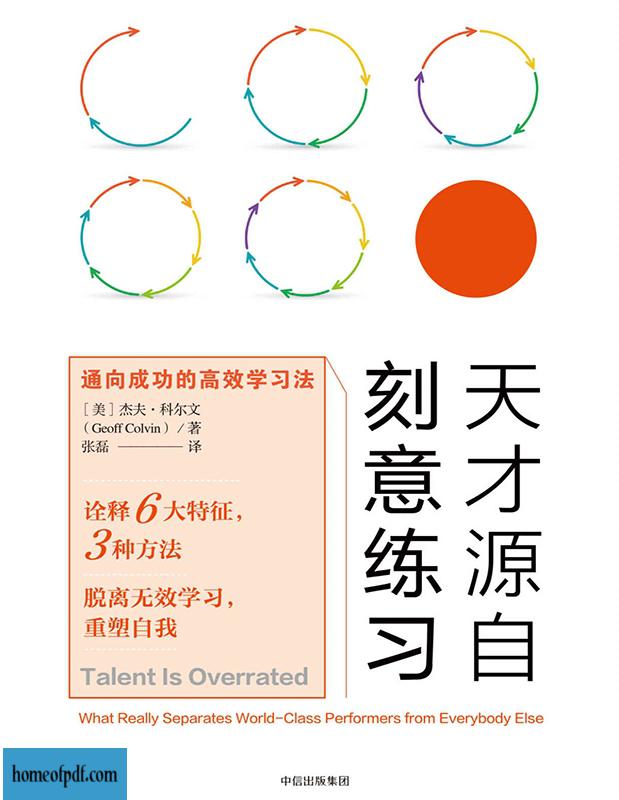 天才源自
刻意练习
通向成功的高效学习法
［美］杰夫·科尔文
（Geoff Colvin）/著
张磊 ———— 译
诠释6大特征，
3种方法
脱离无效学习，
重塑自我
Talent Is Overrated
What Really Separates World-Class Performers from Everybody Else
homeofpdf.com
中信出版集团